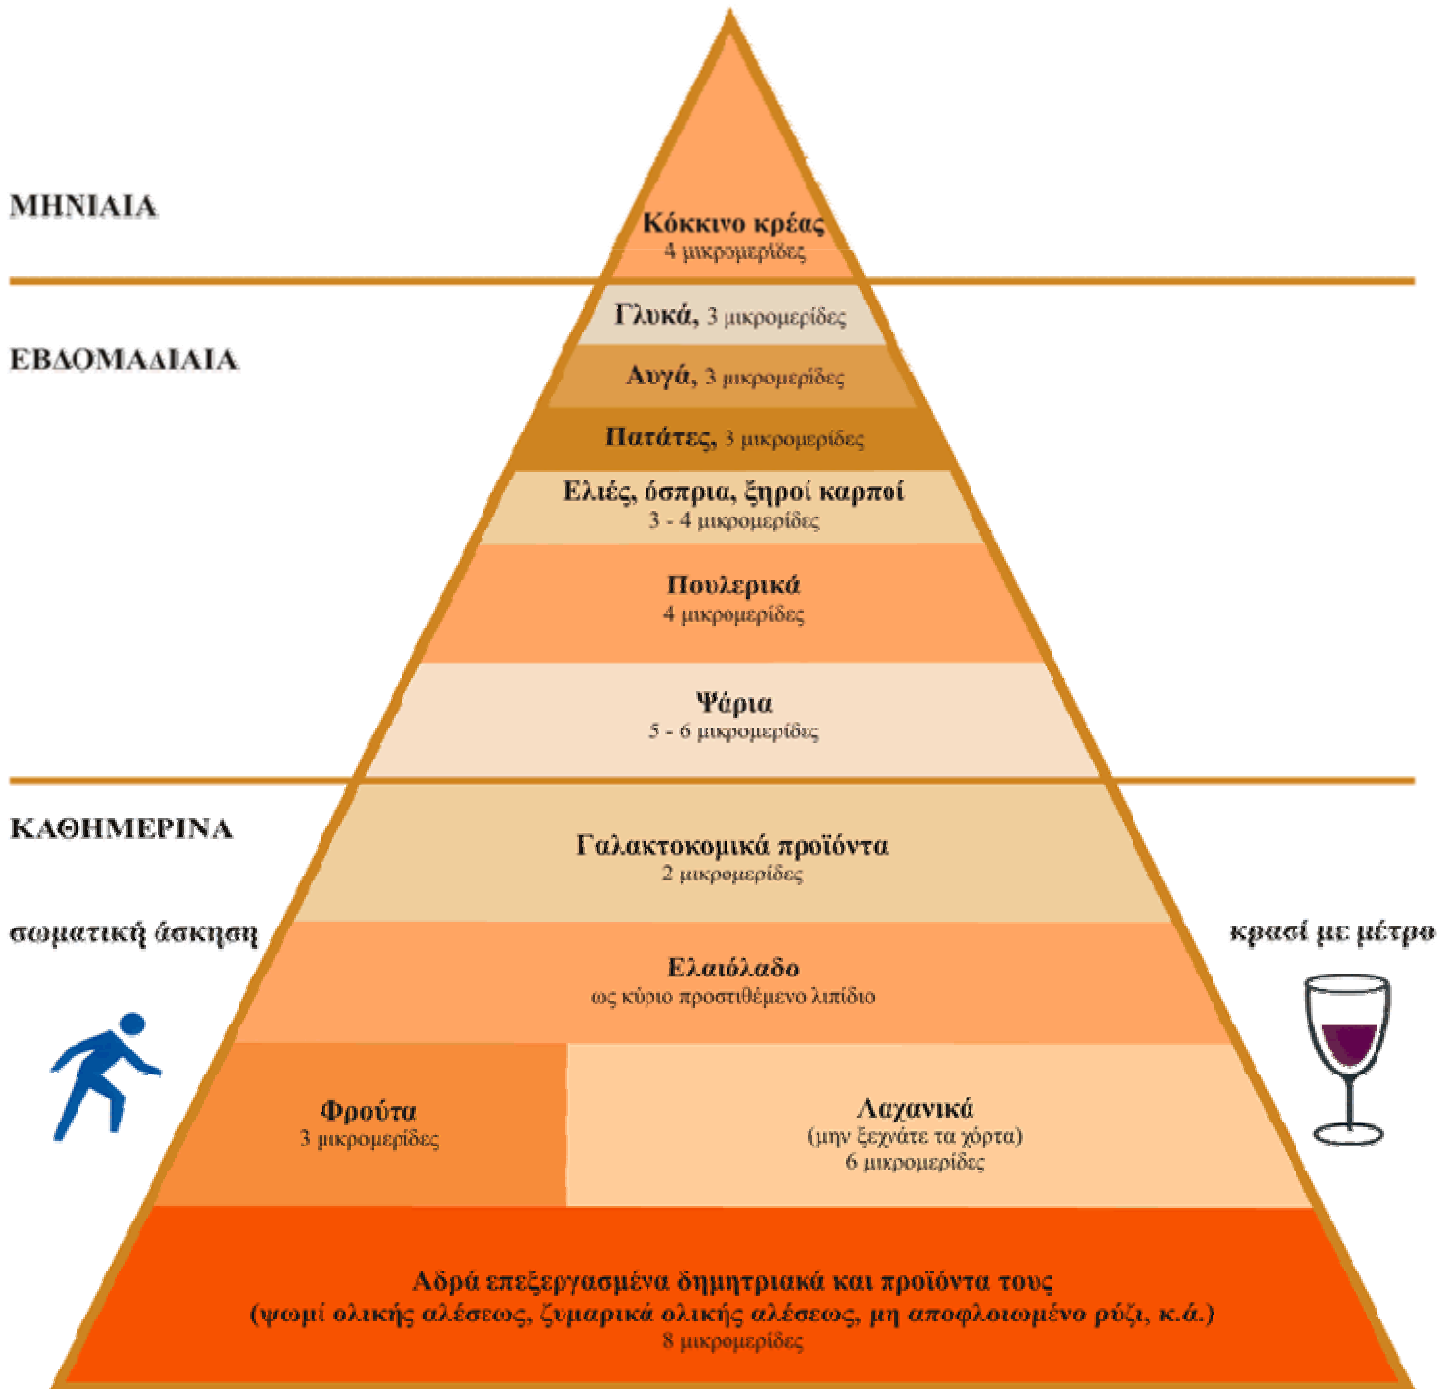 ΜΗΝΙΑΙΑ
Κόκκινο κρέας
4 μικρομερίδες
Γλυκά, 3 μικρομερίδες
ΕΒΔΟΜΑΔΙΑΙΑ
Αυγά, 3 μικρομερίδες
Πατάτες, 3 μικρομερίδες
Ελιές, όσπρια, ξηροί καρποί
3 - 4 μικρομερίδες
Πουλερικά
4 μικρομερίδες
Ψάρια
5 - 6 μικρομερίδες
ΚΑΘΗΜΕΡΙΝΑ
Γαλακτοκομικά προϊόντα
2 μικρομερίδες
σωματική άσκηση
κρασί με μέτρο
Ελαιόλαδο
ως κύριο προστιθέμενο λιπίδιο
Φρούτα
3 μικρομερίδες
Λαχανικά
(μην ξεχνάτε τα χόρτα)
6 μικρομερίδες
Αδρά επεξεργασμένα δημητριακά και προϊόντα τους
(ψωμί ολικής αλέσεως, ζυμαρικά ολικής αλέσεως, μη αποφλοιωμένο ρύζι, κ.ά.)
8 μικρομερίδες